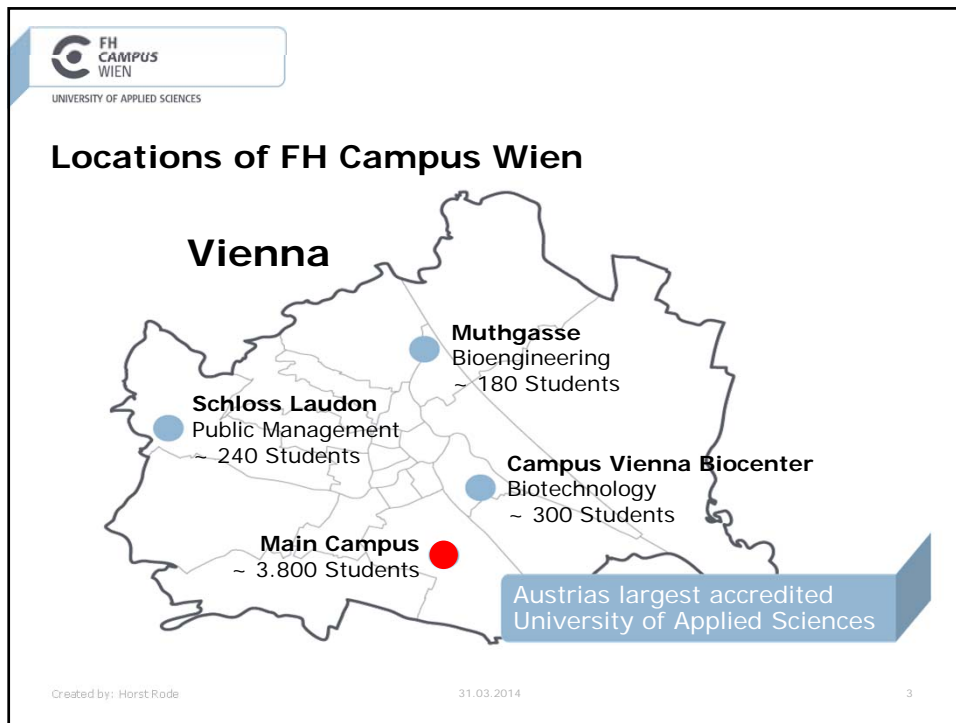 FH
CAMPUS
WIEN
UNIVERSITY OF APPLIED SCIENCES
Locations of FH Campus Wien
Vienna
Muthgasse
Bioengineering
~ 180 Students
Schloss Laudon
Public Management
~ 240 Students
Campus Vienna Biocenter
Biotechnology
~ 300 Students
Main Campus
~ 3.800 Students
Austrias largest accredited
University of Applied Sciences
Created by: Horst Rode
31.03.2014
3